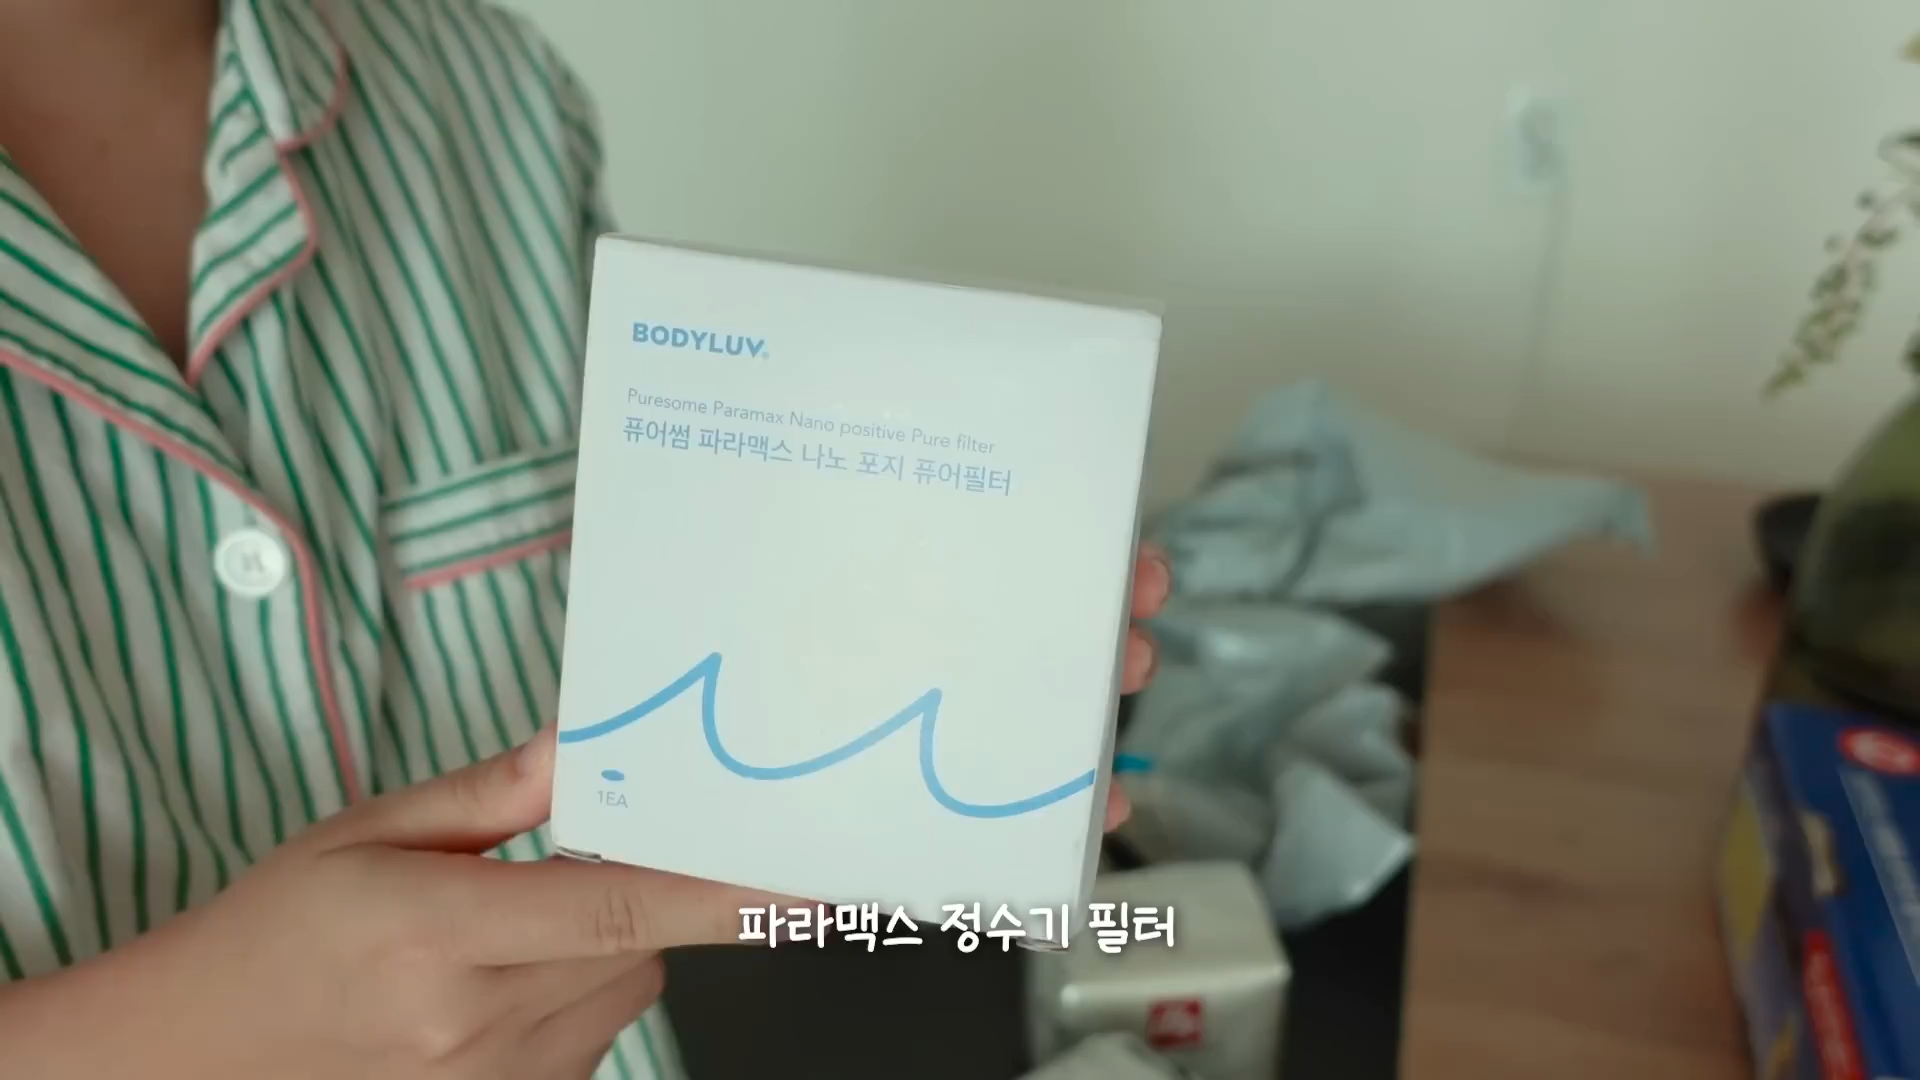 BODYLUV
Puresome Paramax Nano positive Pure filter
퓨어썸 파라맥스 나노 포지 퓨어필터
1EA
파라맥스 정수기 필터